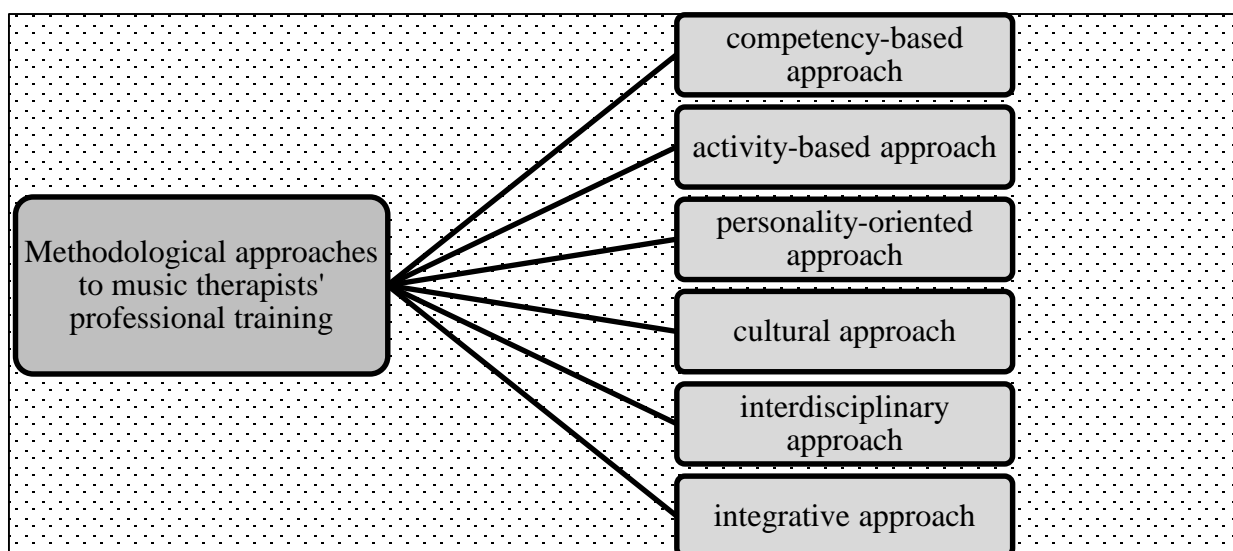 Methodological approaches
to music therapists'
professional training
competency-based
approach
activity-based approach
personality-oriented
approach
cultural approach
interdisciplinary
approach
integrative approach